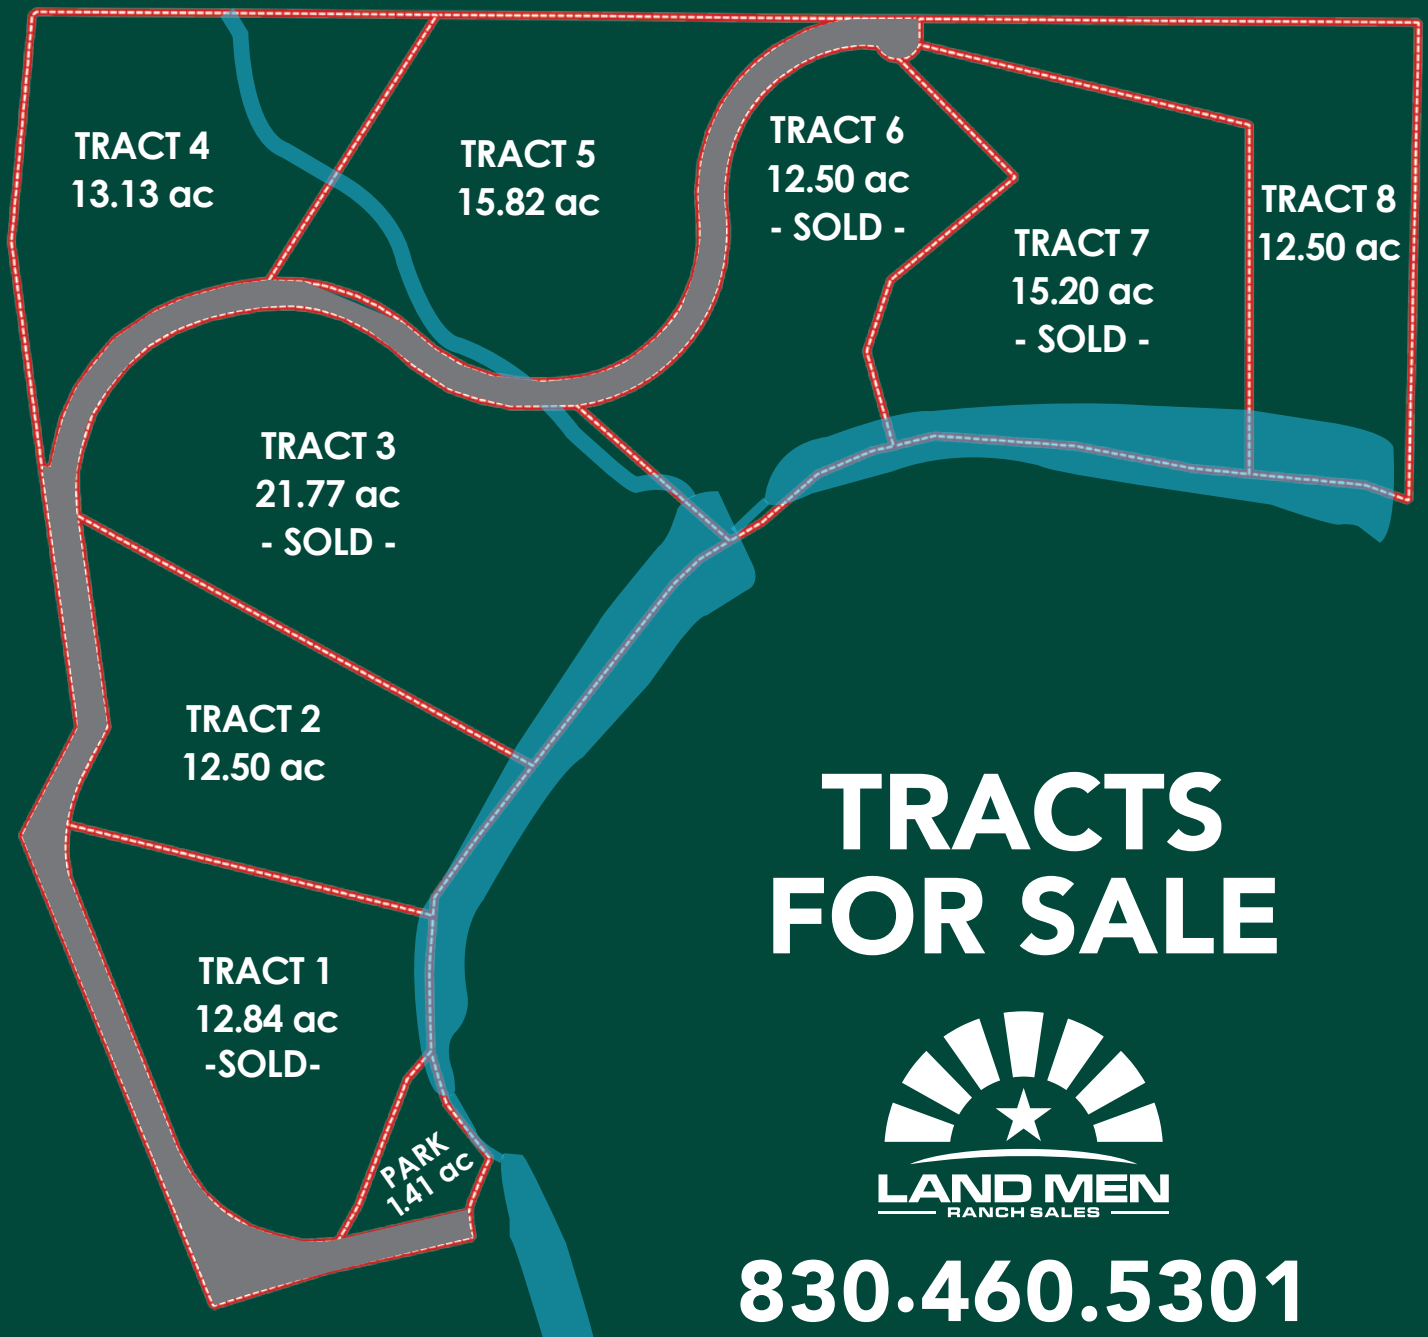 TRACT 4
13.13 ac
TRACT 5
15.82 ac
TRACT 6
12.50 ac
- SOLD -
TRACT 7
15.20 ac
- SOLD -
TRACT 8
12.50 ac
TRACT 3
21.77 ac
- SOLD -
TRACT 2
12.50 ac
TRACT 1
12.84 ac
-SOLD-
PARK
1.41 ac
TRACTS
FOR SALE
LAND MEN
RANCH SALES
830.460.5301